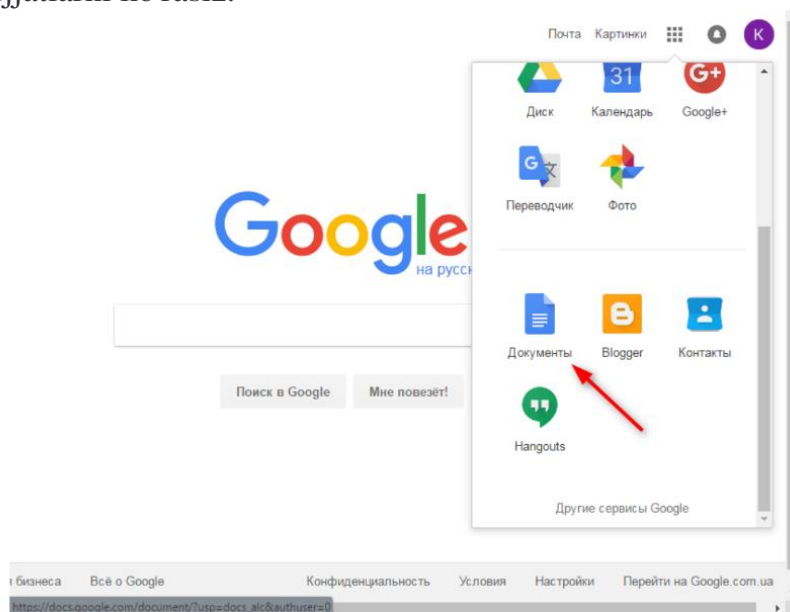 Почта Картинки K
31 G+
Диск Календарь Google+
G 文
Переводчик Фото
Google
на русск
Документы Blogger Контакты
Поиск в Google Мне повезёт!
Hangouts
Другие сервисы Google
бизнеса Всё о Google Конфиденциальность Условия Настройки Перейти на Google.com.ua
https://docs.google.com/document/?usp=docs_alc&authuser=0